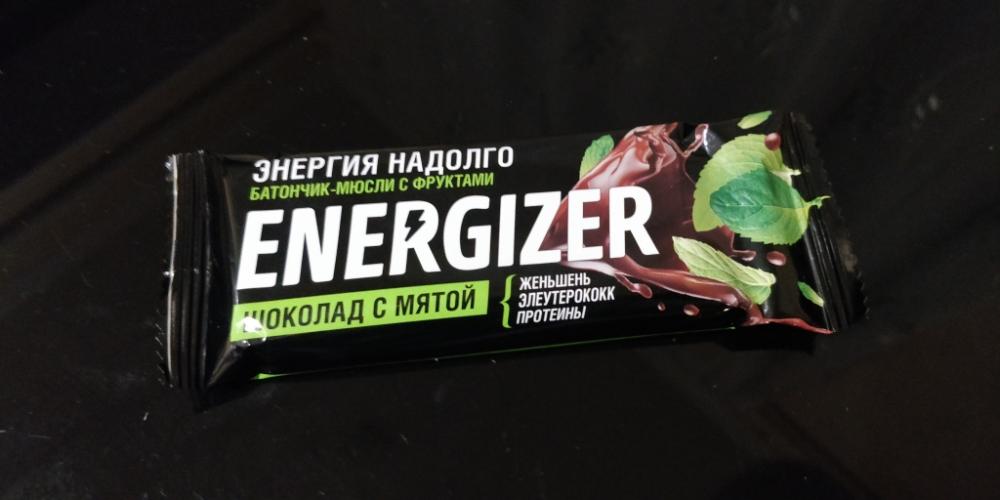 ЭНЕРГИЯ НАДОЛГО
БАТОНЧИК-МЮСЛИ С ФРУКТАМИ
ENERGIZER
ШОКОЛАД С МЯТОЙ
ЖЕНЬШЕНЬ
ЭЛЕУТЕРОКОКК
ПРОТЕИНЫ